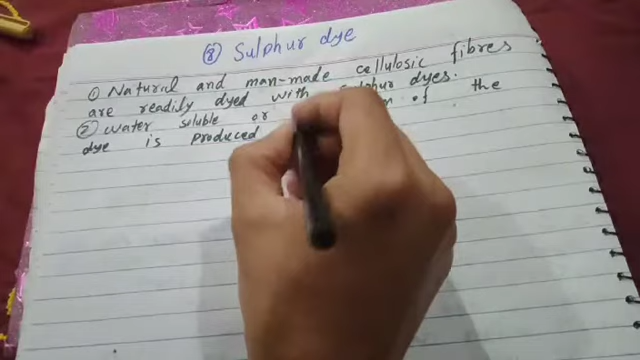 ⑧ Sulphur dye
① Natural and man-made cellulosic fibres
are readily dyed with Sulphur dyes.
② Water soluble or of the
dye is produced